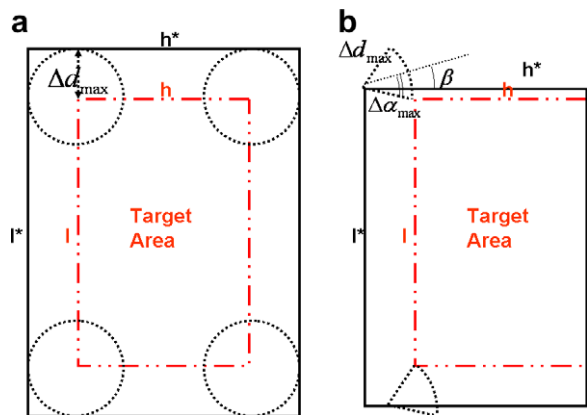 a
h*
Δd_max
h
l*
l
Target
Area
b
Δd_max
β
h*
Δα_max
h
l*
l
Target
Area